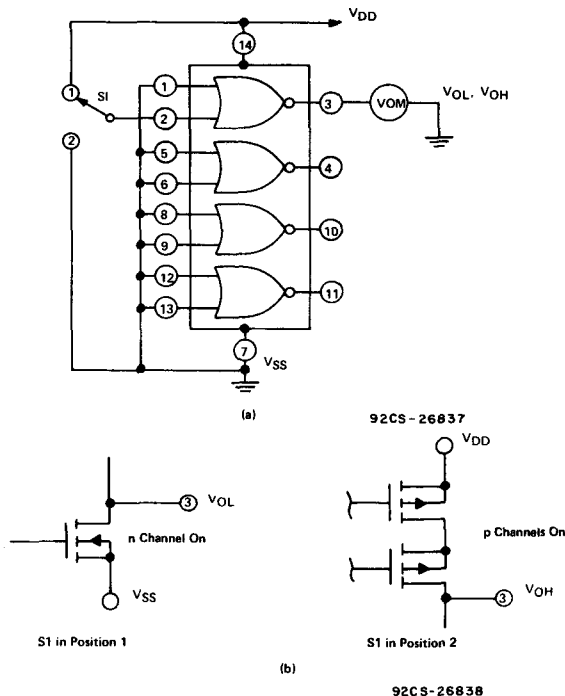 VDD
14
1
SI
1
3
VOM
VOL, VOH
2
2
5
4
6
8
10
9
12
11
13
7
VSS
(a)
92CS-26837
VDD
3
VOL
n Channel On
p Channels On
VSS
3
VOH
S1 in Position 1
S1 in Position 2
(b)
92CS-26838